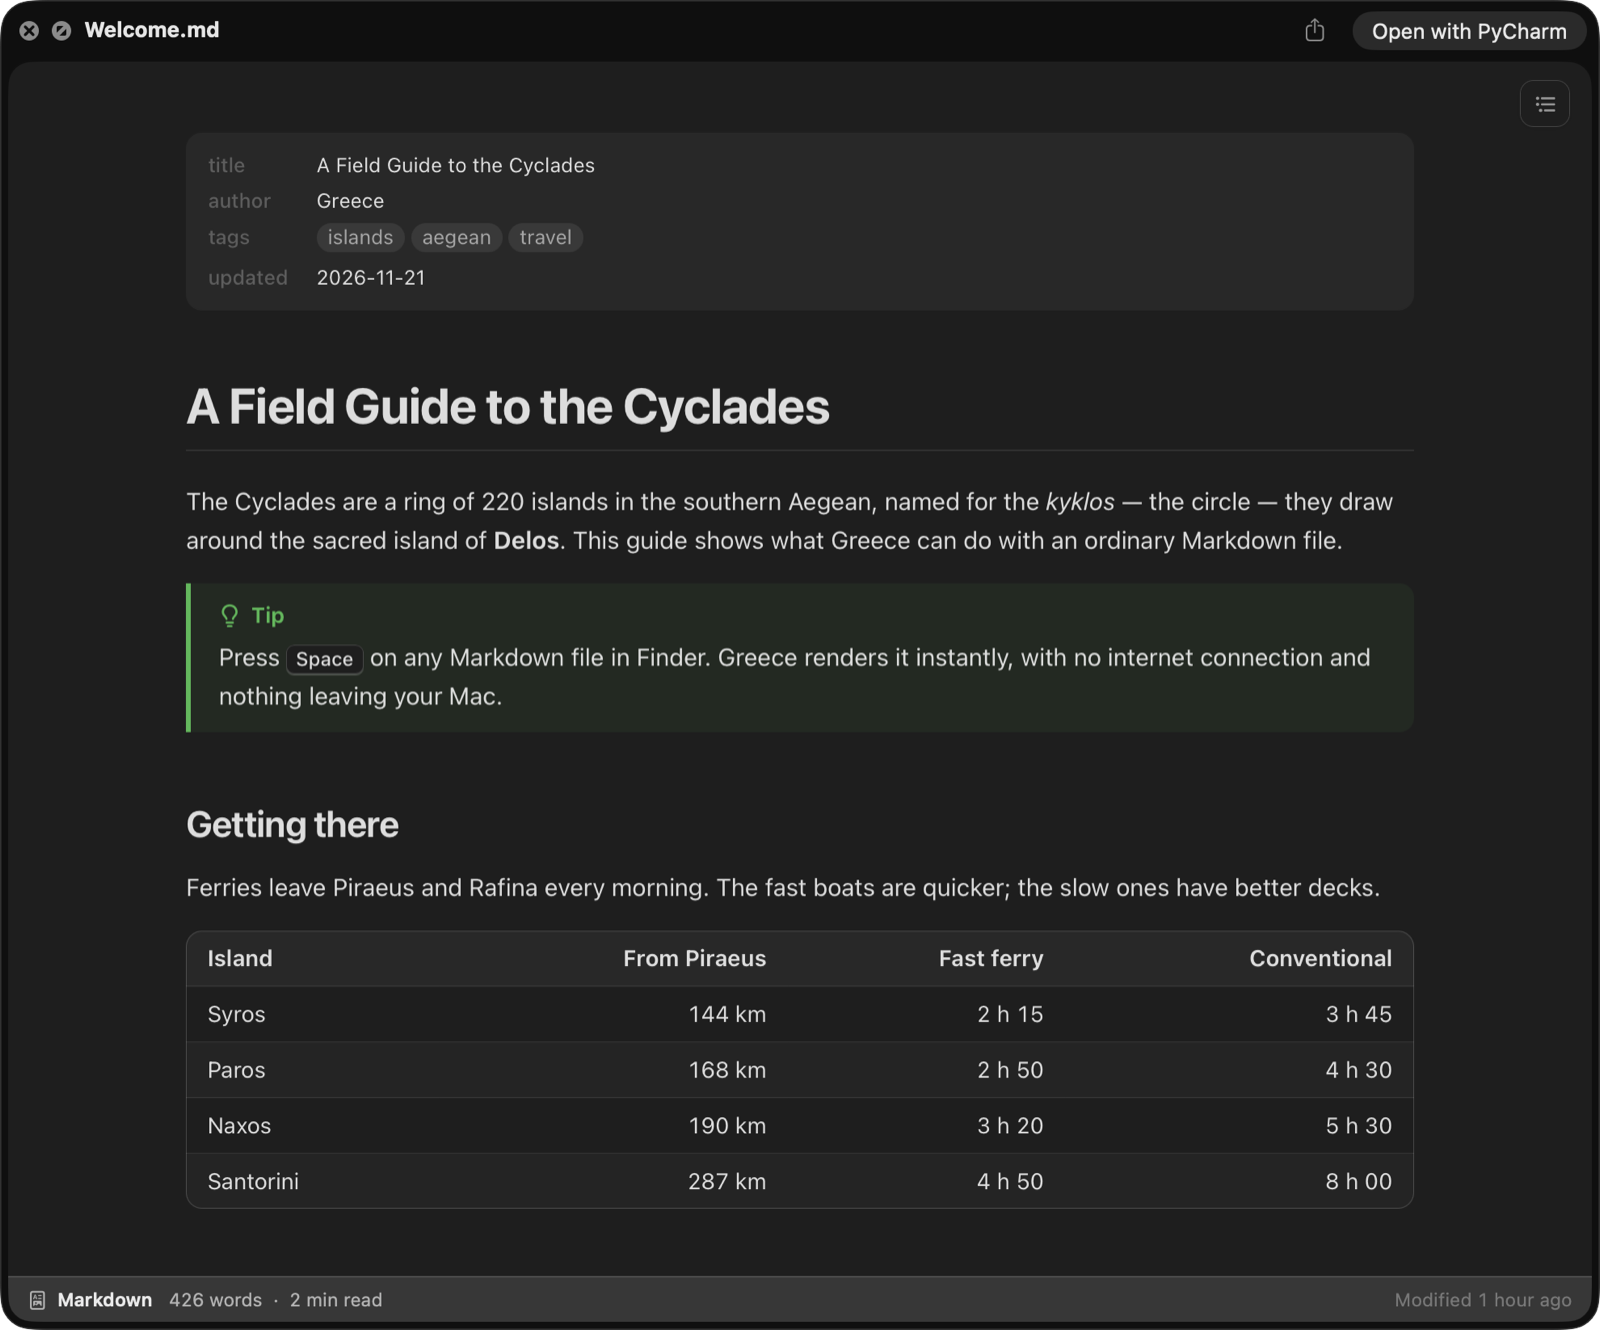 Welcome.md
Open with PyCharm
title A Field Guide to the Cyclades
author Greece
tags islands aegean travel
updated 2026-11-21
A Field Guide to the Cyclades
The Cyclades are a ring of 220 islands in the southern Aegean, named for the kyklos — the circle — they draw
around the sacred island of Delos. This guide shows what Greece can do with an ordinary Markdown file.
Tip
Press Space on any Markdown file in Finder. Greece renders it instantly, with no internet connection and
nothing leaving your Mac.
Getting there
Ferries leave Piraeus and Rafina every morning. The fast boats are quicker; the slow ones have better decks.
Island From Piraeus Fast ferry Conventional
Syros 144 km 2 h 15 3 h 45
Paros 168 km 2 h 50 4 h 30
Naxos 190 km 3 h 20 5 h 30
Santorini 287 km 4 h 50 8 h 00
Markdown 426 words · 2 min read
Modified 1 hour ago